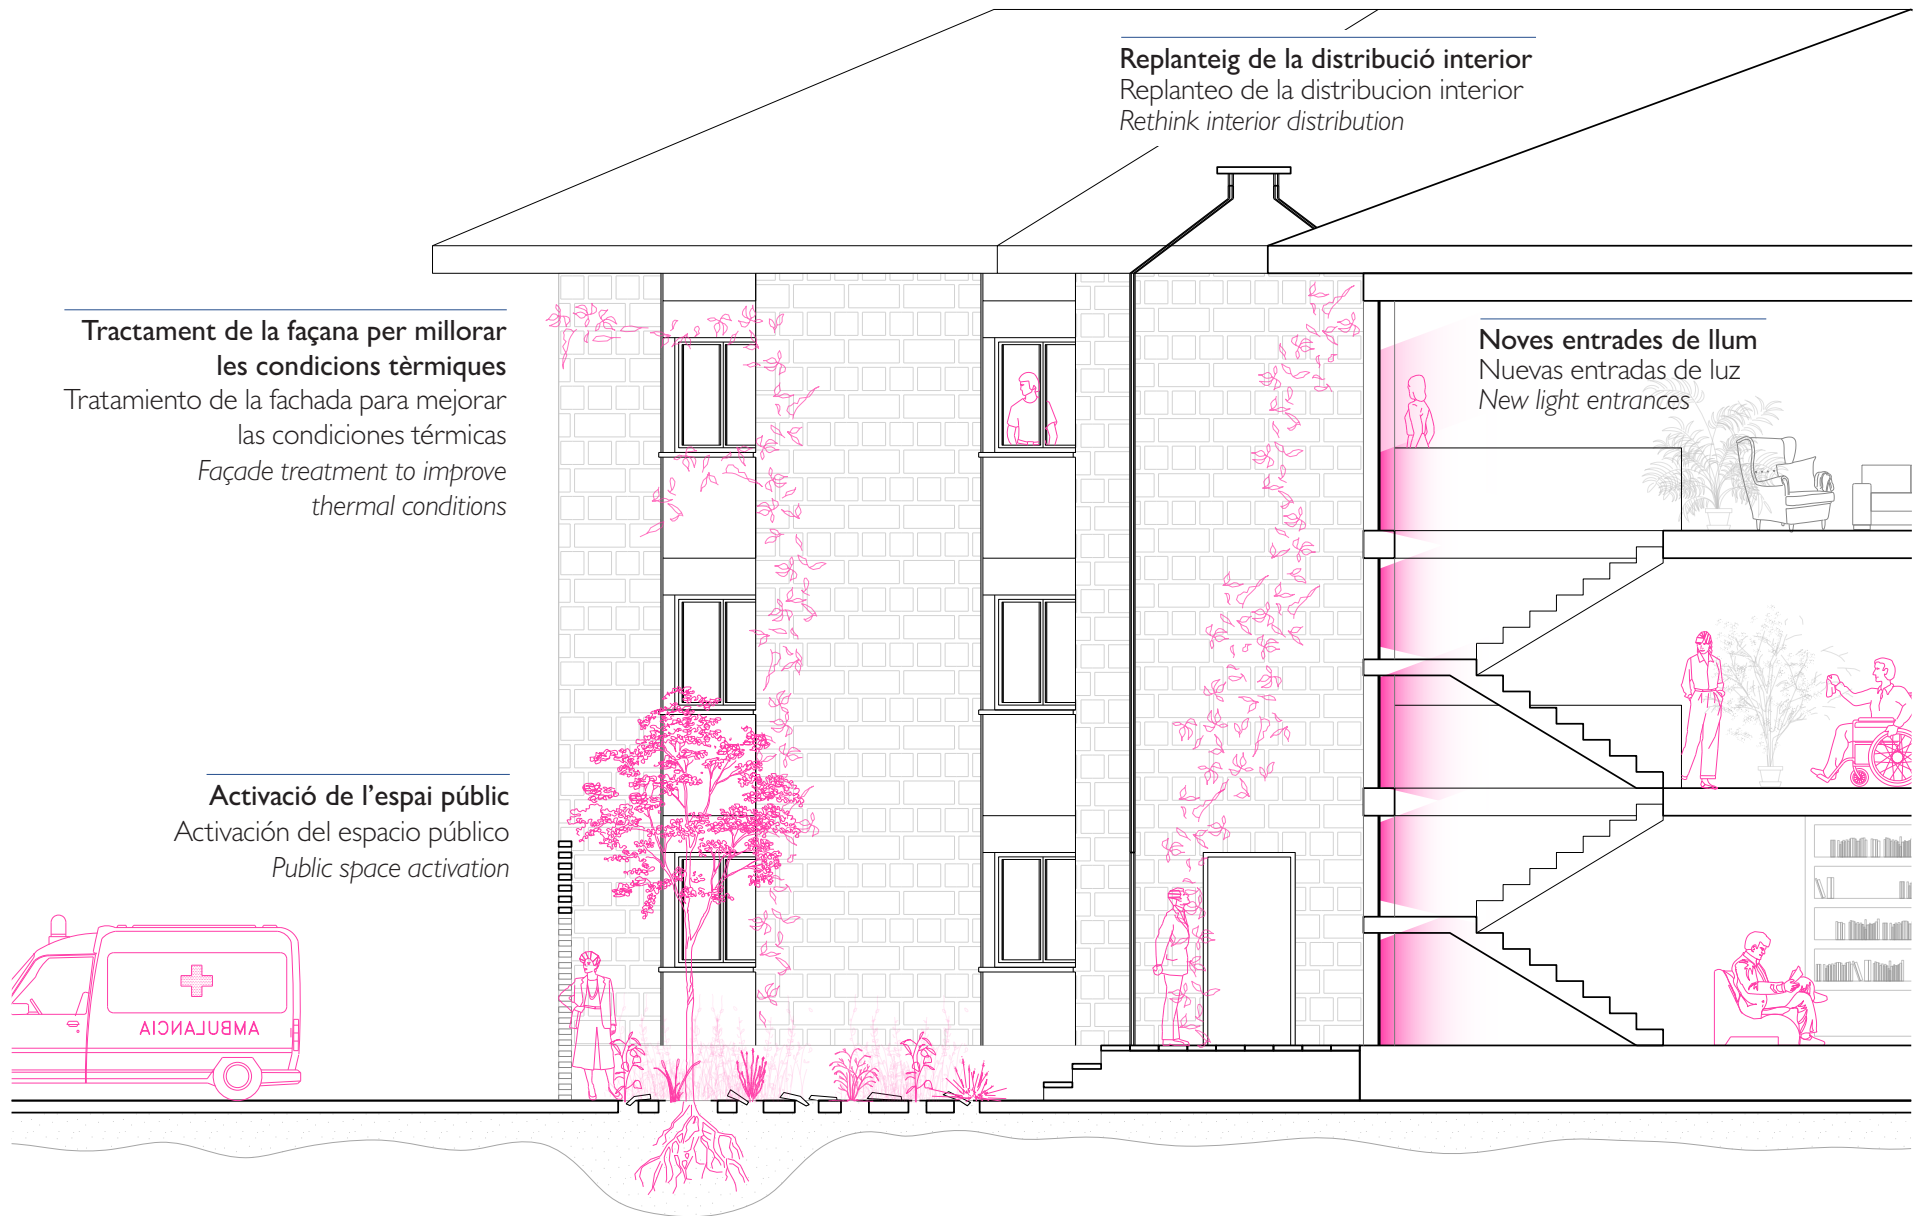 Replanteig de la distribució interior
Replanteo de la distribucion interior
Rethink interior distribution
Tractament de la façana per millorar
les condicions tèrmiques
Tratamiento de la fachada para mejorar
las condiciones térmicas
Façade treatment to improve
thermal conditions
Noves entrades de llum
Nuevas entradas de luz
New light entrances
Activació de l'espai públic
Activación del espacio público
Public space activation
AMBULANCIA